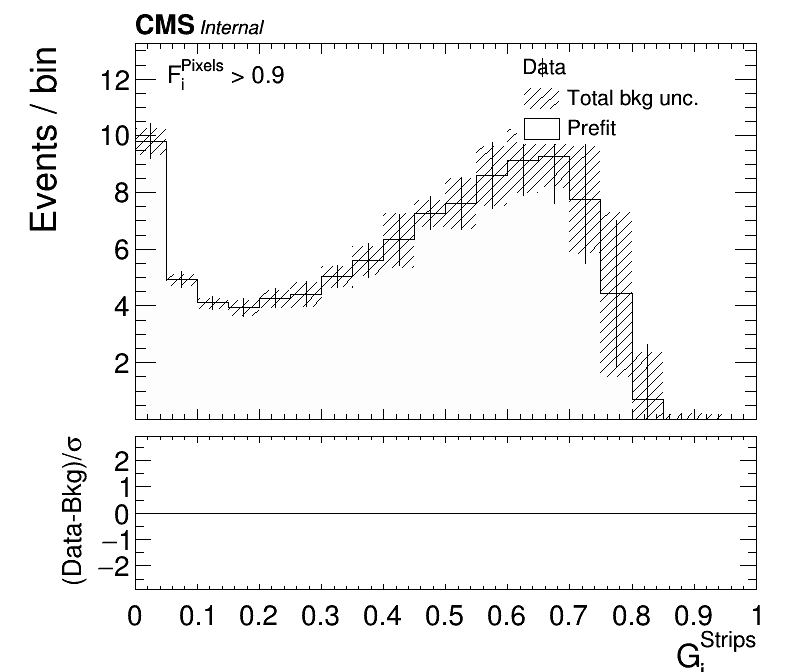 CMS Internal
F_i^Pixels > 0.9
Data
Total bkg unc.
Prefit
Events / bin
12
10
8
6
4
2
(Data-Bkg)/σ
2
1
0
−1
−2
0 0.1 0.2 0.3 0.4 0.5 0.6 0.7 0.8 0.9 1
G_i^Strips